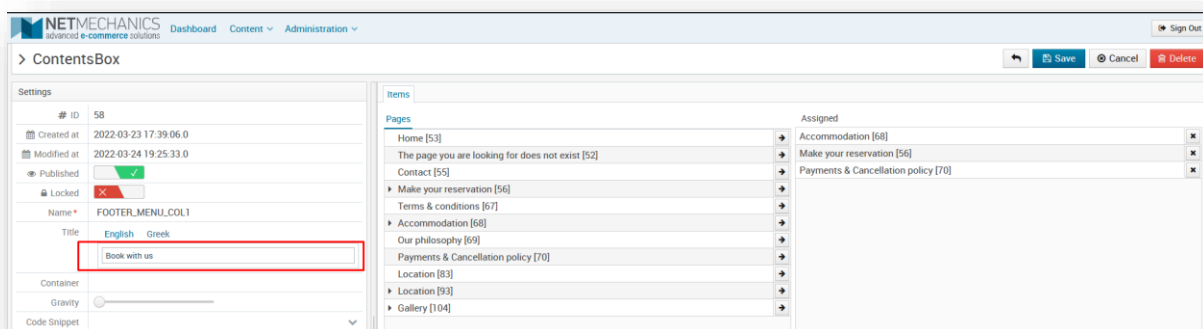 NETMECHANICS
advanced e-commerce solutions
Dashboard Content Administration
Sign Out
ContentsBox
Save Cancel Delete
Settings
# ID 58
Created at 2022-03-23 17:39:06.0
Modified at 2022-03-24 19:25:33.0
Published
Locked
Name* FOOTER_MENU_COL1
Title English Greek
Book with us
Container
Gravity
Code Snippet
Items
Pages
Home [53]
The page you are looking for does not exist [52]
Contact [55]
Make your reservation [56]
Terms & conditions [67]
Accommodation [68]
Our philosophy [69]
Payments & Cancellation policy [70]
Location [83]
Location [93]
Gallery [104]
Assigned
Accommodation [68]
Make your reservation [56]
Payments & Cancellation policy [70]